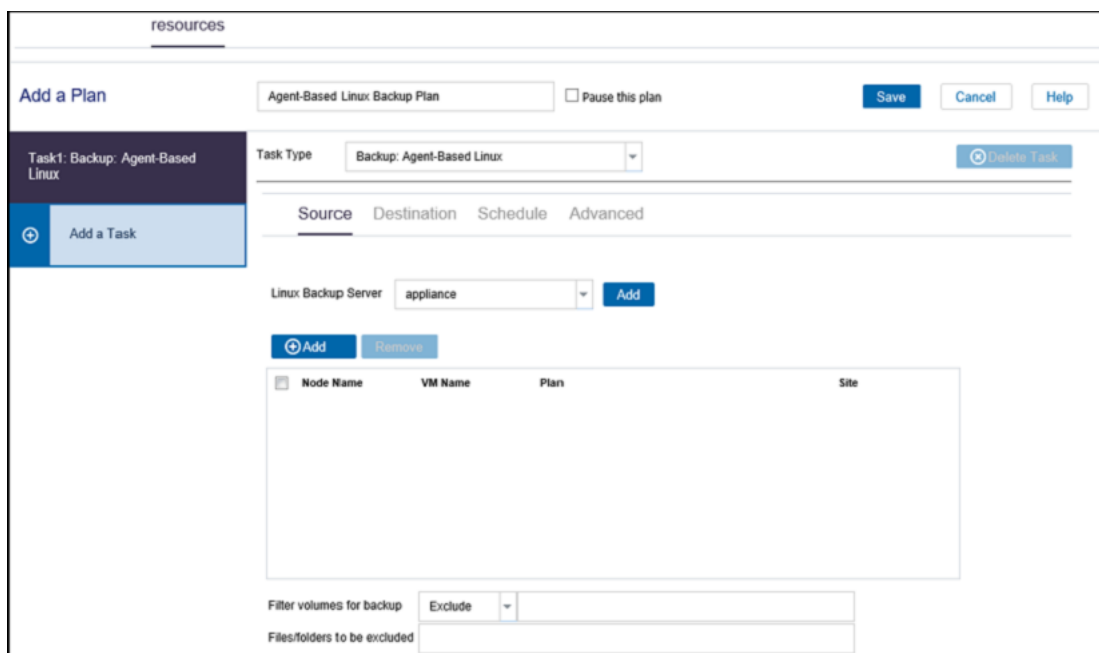 resources
Add a Plan
Agent-Based Linux Backup Plan
Pause this plan
Save
Cancel
Help
Task1: Backup: Agent-Based
Linux
Add a Task
Task Type
Backup: Agent-Based Linux
Delete Task
Source Destination Schedule Advanced
Linux Backup Server
appliance
Add
Add
Remove
Node Name VM Name Plan Site
Filter volumes for backup
Exclude
Files/folders to be excluded